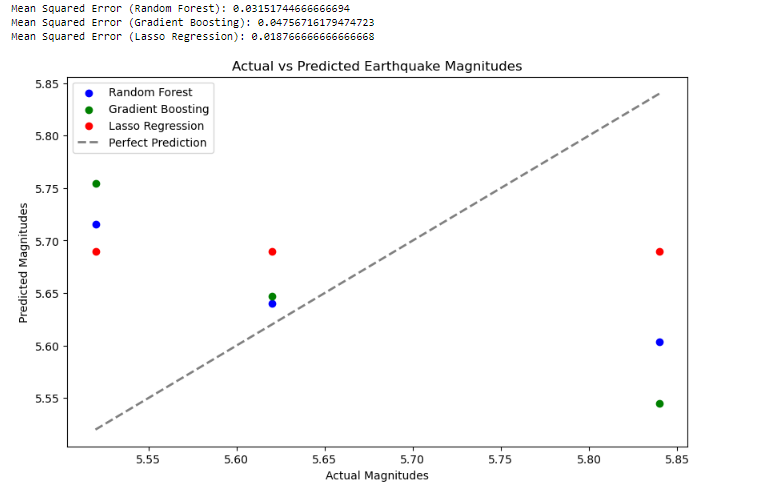 Mean Squared Error (Random Forest): 0.03151744666666694
Mean Squared Error (Gradient Boosting): 0.04756716179474723
Mean Squared Error (Lasso Regression): 0.018766666666666668
Actual vs Predicted Earthquake Magnitudes
Random Forest
Gradient Boosting
Lasso Regression
Perfect Prediction
Predicted Magnitudes
5.85
5.80
5.75
5.70
5.65
5.60
5.55
5.55
5.60
5.65
5.70
5.75
5.80
5.85
Actual Magnitudes